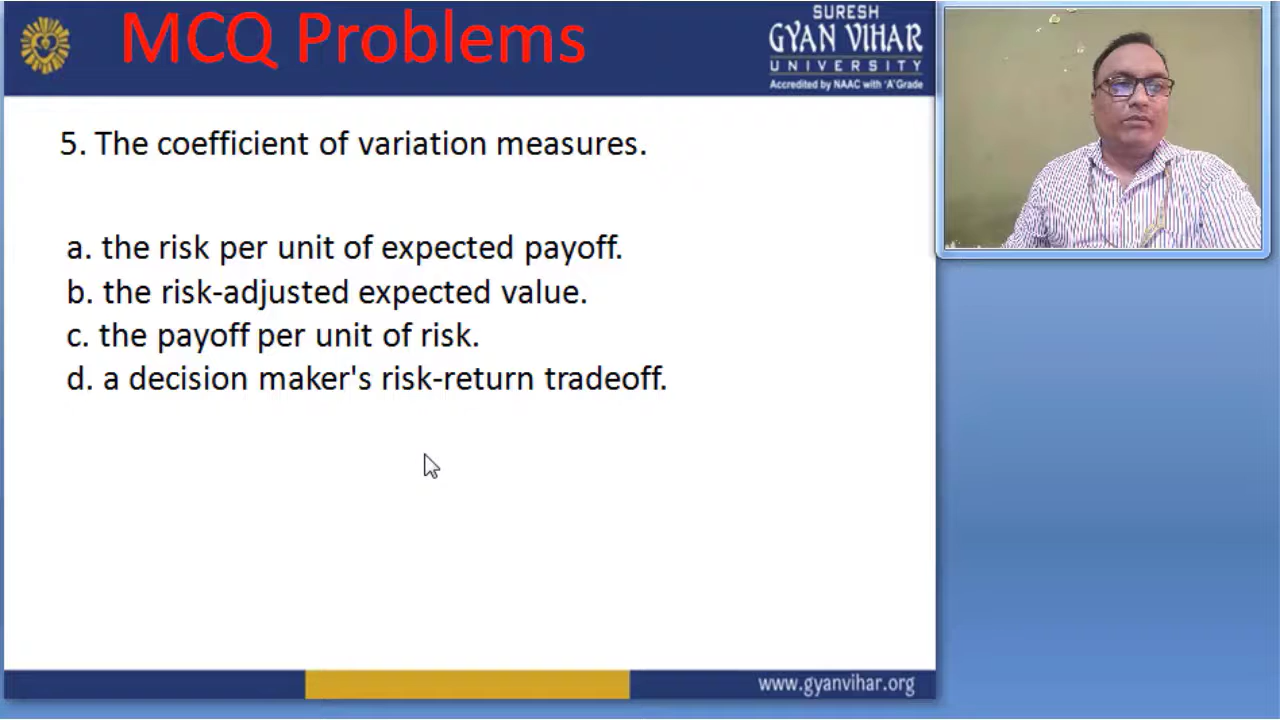 MCQ Problems
SURESH
GYAN VIHAR
UNIVERSITY
Accredited by NAAC with 'A' Grade
5. The coefficient of variation measures.
a. the risk per unit of expected payoff.
b. the risk-adjusted expected value.
c. the payoff per unit of risk.
d. a decision maker's risk-return tradeoff.
www.gyanvihar.org